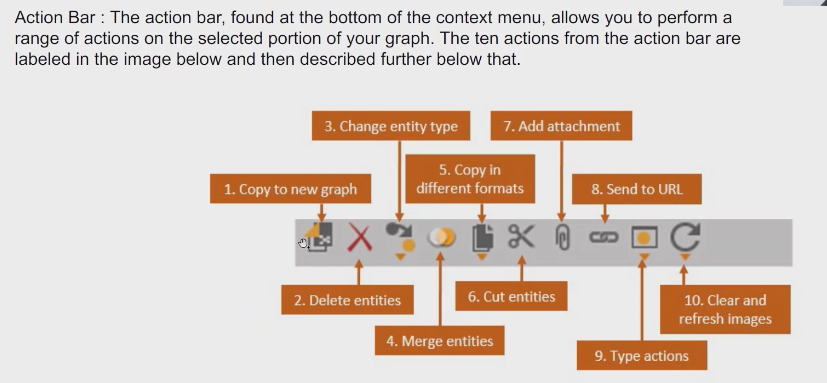 Action Bar : The action bar, found at the bottom of the context menu, allows you to perform a
range of actions on the selected portion of your graph. The ten actions from the action bar are
labeled in the image below and then described further below that.
3. Change entity type
7. Add attachment
5. Copy in
different formats
1. Copy to new graph
8. Send to URL
2. Delete entities
6. Cut entities
10. Clear and
refresh images
4. Merge entities
9. Type actions